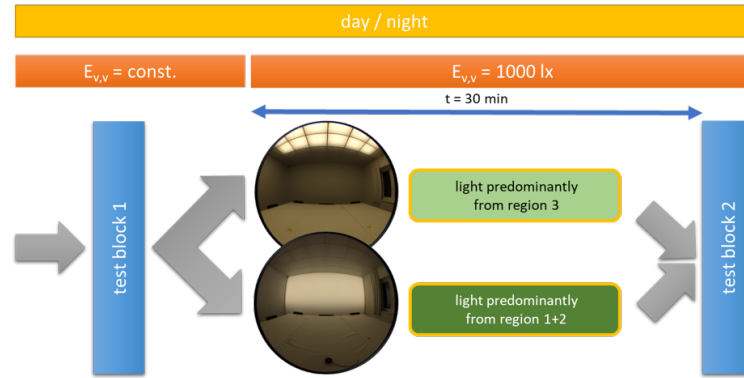 day / night
E_v,v = const.
E_v,v = 1000 lx
t = 30 min
test block 1
light predominantly
from region 3
light predominantly
from region 1+2
test block 2